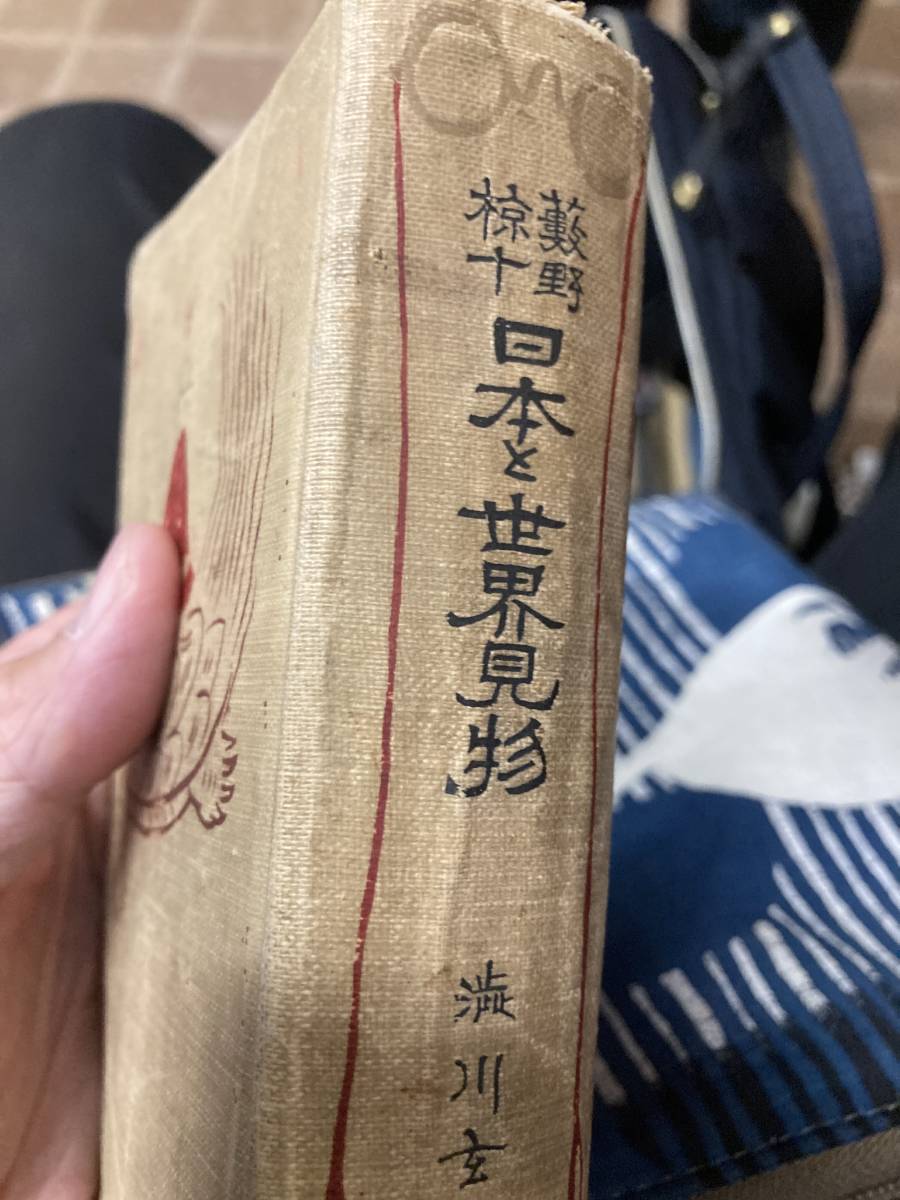 藪野
椋十
日本と世界見物
澁川玄